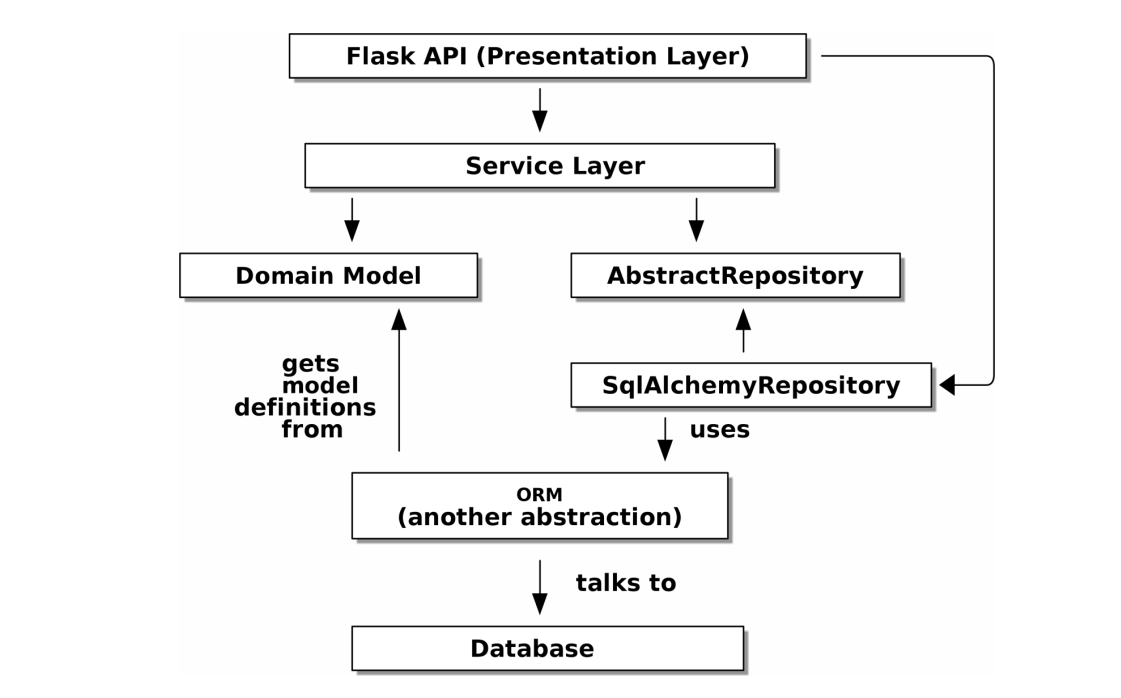 Flask API (Presentation Layer)
Service Layer
Domain Model
AbstractRepository
gets
model
definitions
from
SqlAlchemyRepository
uses
ORM
(another abstraction)
talks to
Database